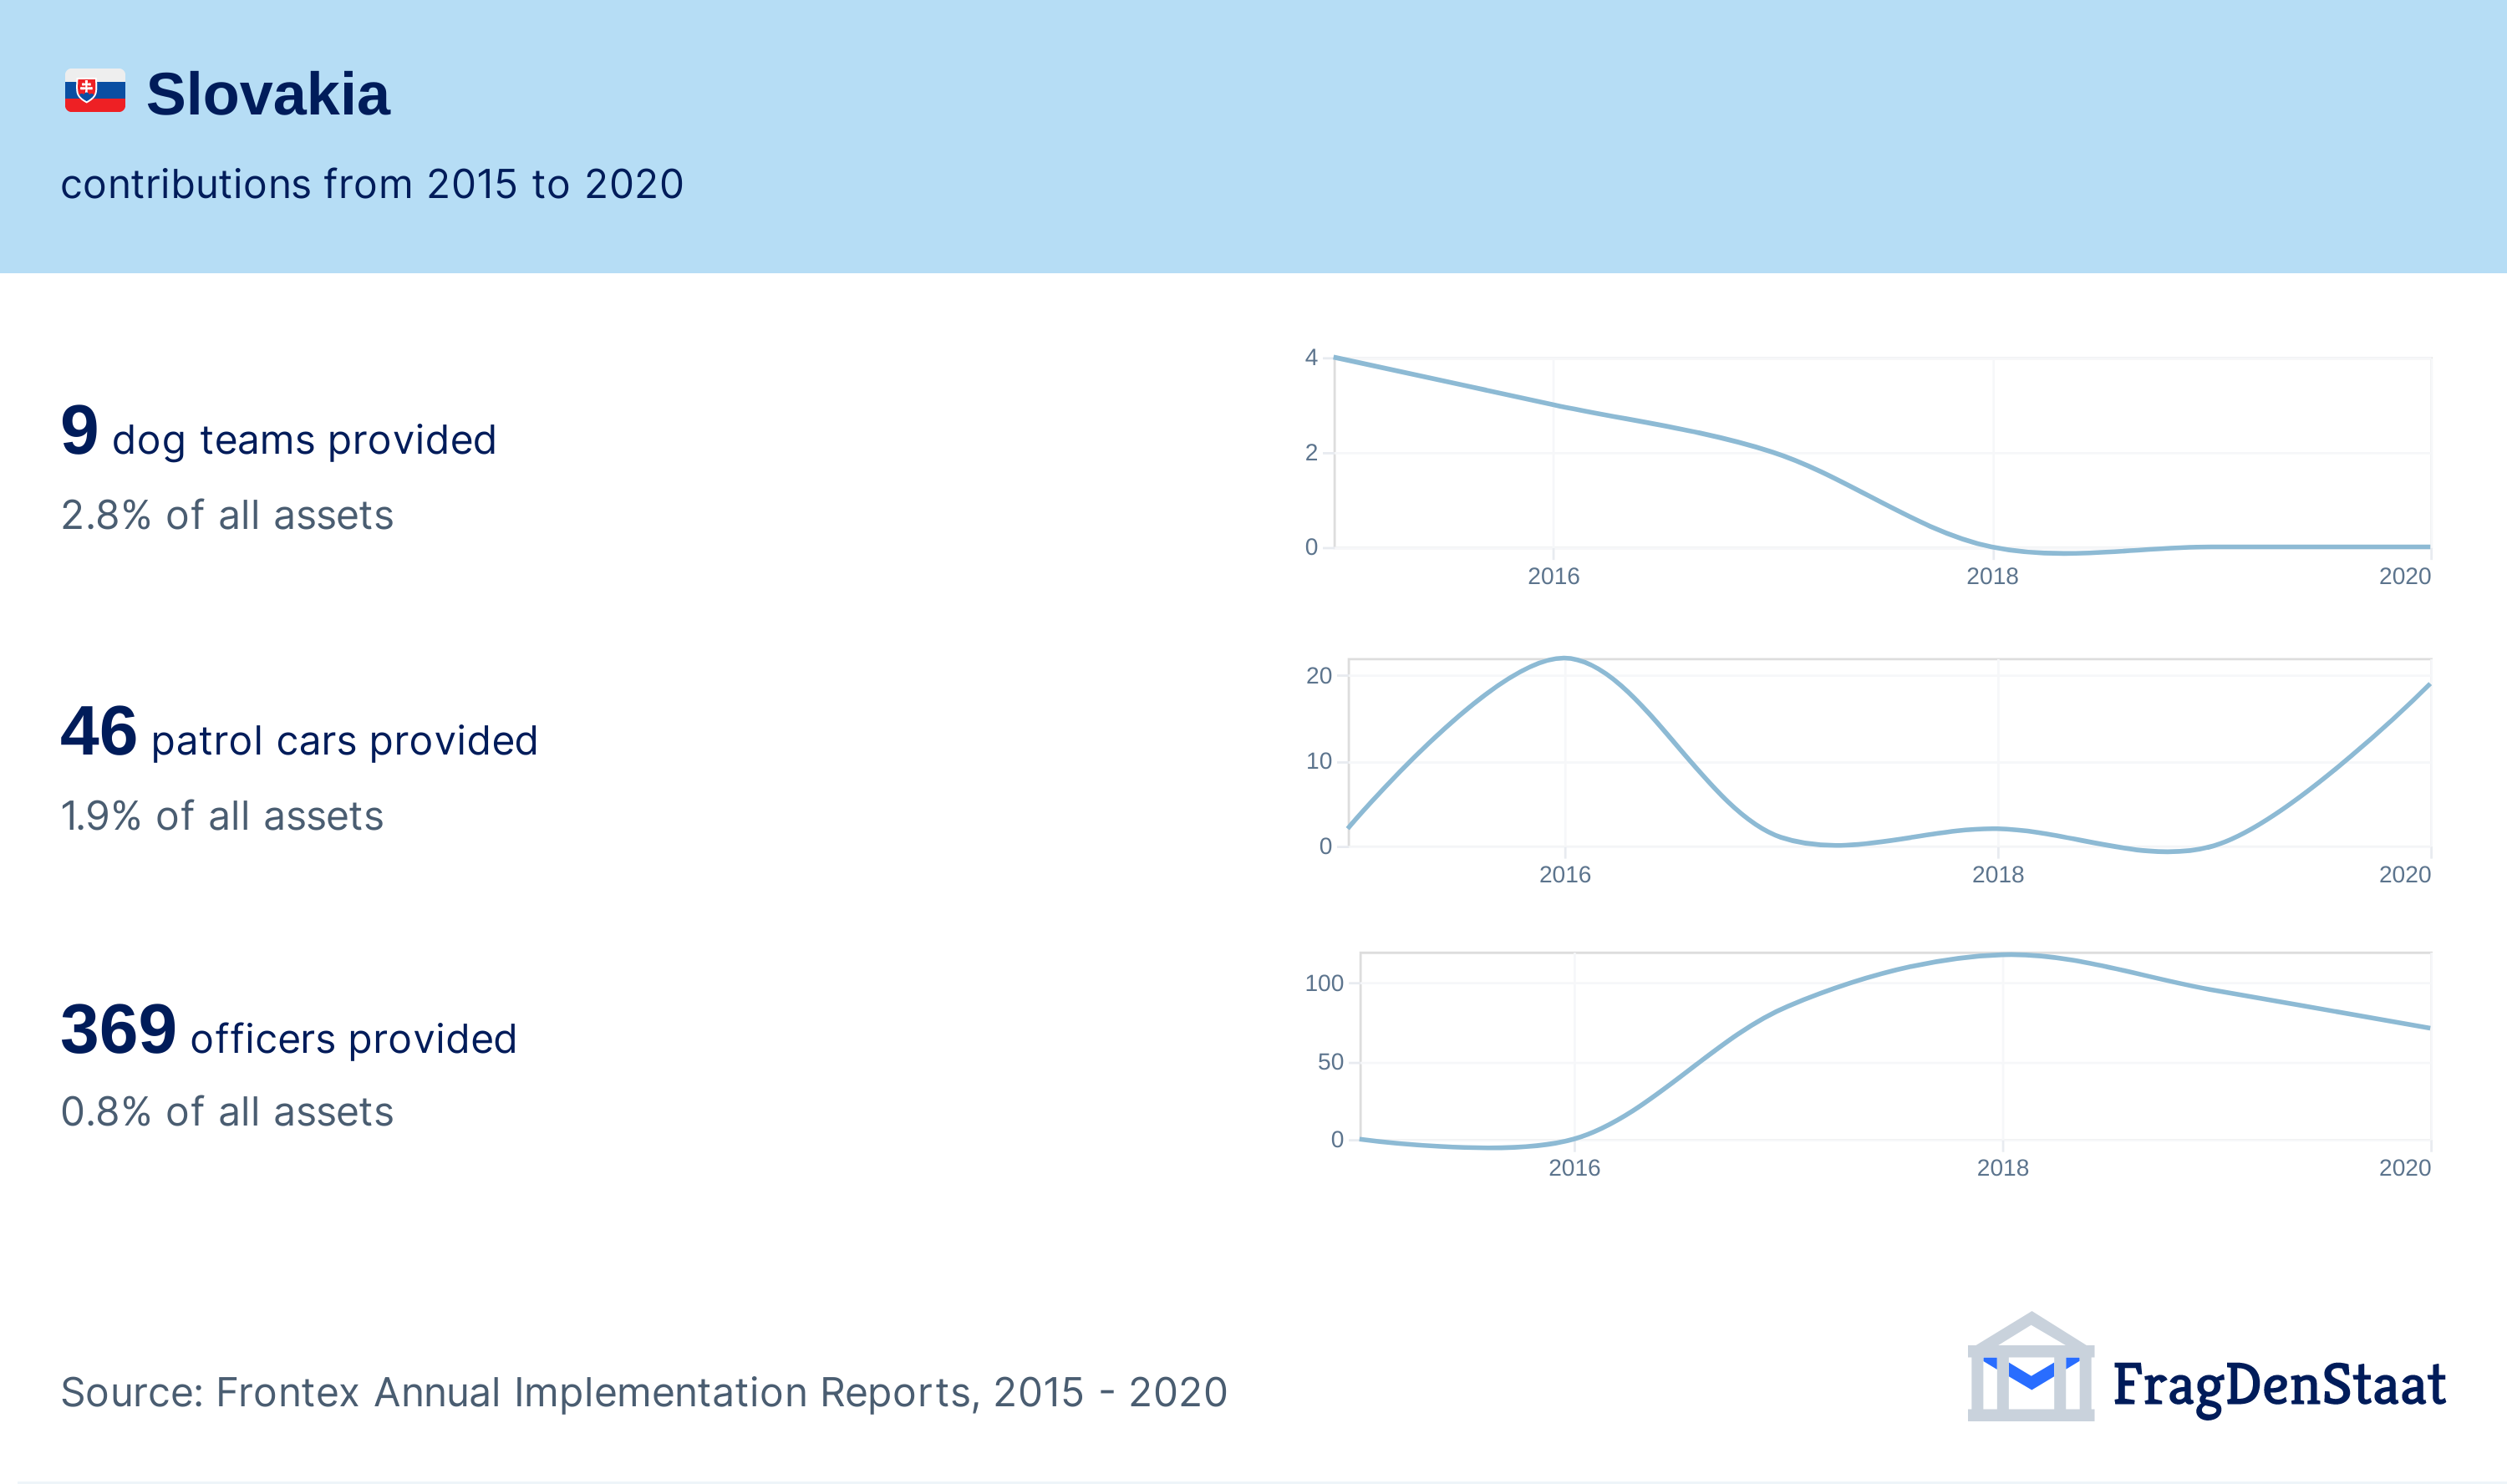 Slovakia
contributions from 2015 to 2020
9 dog teams provided
2.8% of all assets
4
2
0
2016 2018 2020
46 patrol cars provided
1.9% of all assets
20
10
0
2016 2018 2020
369 officers provided
0.8% of all assets
100
50
0
2016 2018 2020
Source: Frontex Annual Implementation Reports, 2015 - 2020
FragDenStaat